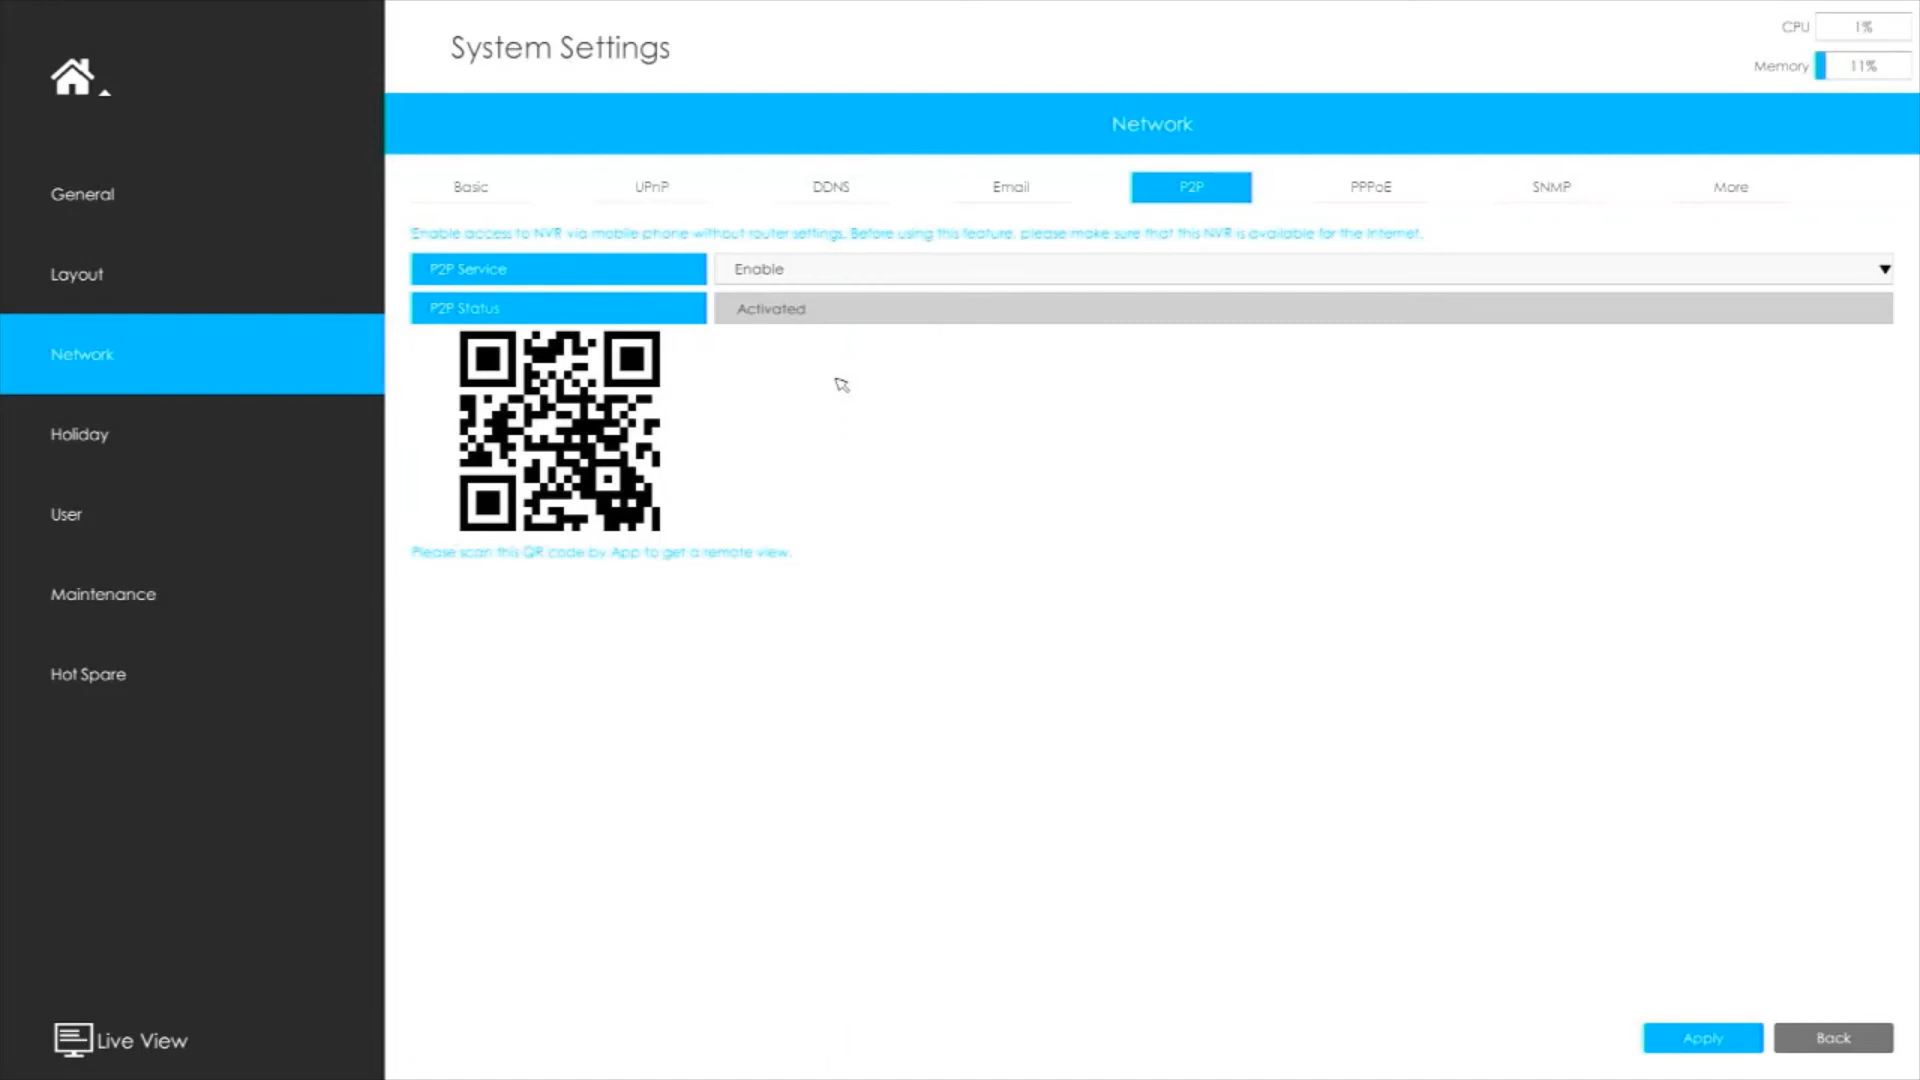 System Settings
CPU 1%
Memory 11%
Network
Basic UPnP DDNS Email P2P PPPoE SNMP More
General
Layout
Network
Holiday
User
Maintenance
Hot Spare
Live View
'Enable access to NVR via mobile phone without router settings. Before using this feature, please make sure that this NVR is available for the Internet.
P2P Service Enable
P2P Status Activated
Please scan this QR code by App to get a remote view.
Apply Back